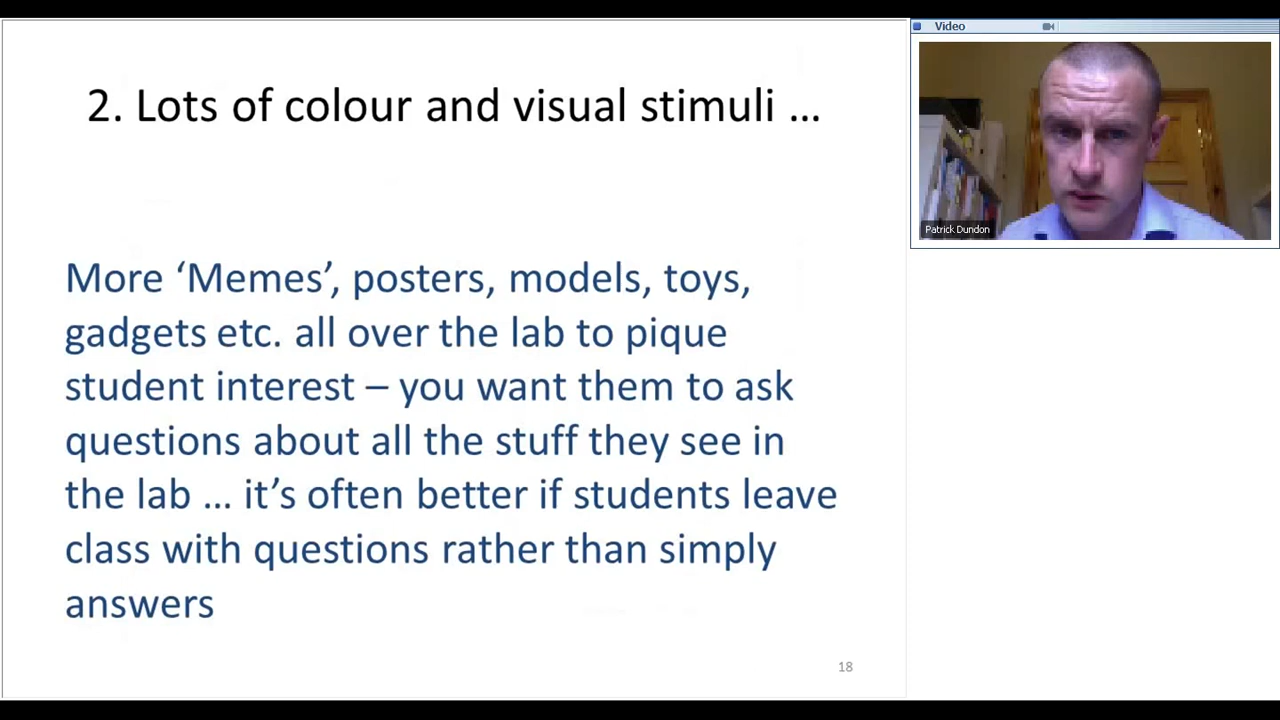 2. Lots of colour and visual stimuli ...
More ‘Memes’, posters, models, toys,
gadgets etc. all over the lab to pique
student interest – you want them to ask
questions about all the stuff they see in
the lab ... it’s often better if students leave
class with questions rather than simply
answers
18
Video
Patrick Dundon